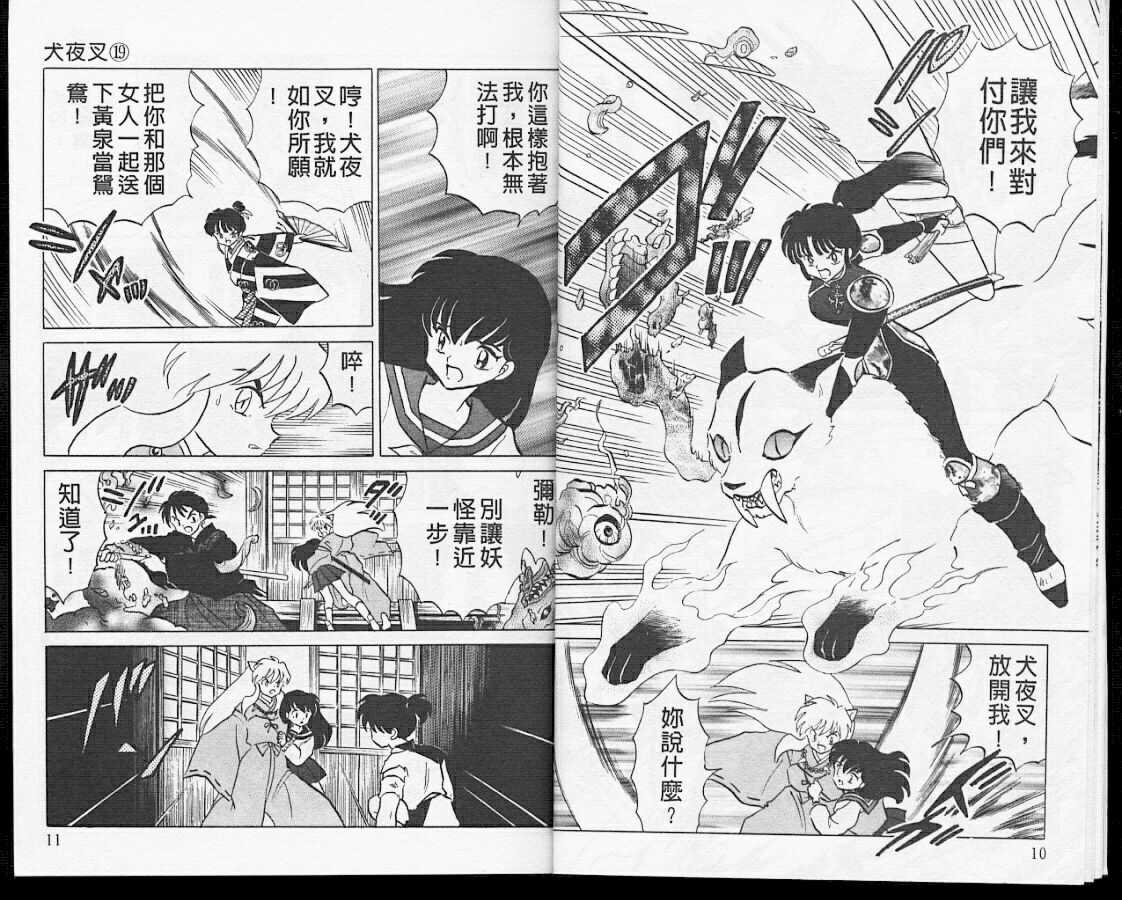 讓我來對
付你們！
犬夜叉，
放開我！
妳說什麼？
10
犬夜叉⑲
你這樣抱著
我，根本無
法打啊！
哼！犬夜
叉，我就
如你所願
！
把你和那個
女人一起送
下黃泉當鴛
鴦！
啐！
彌勒！
別讓妖
怪靠近
一步！
知道了！
11